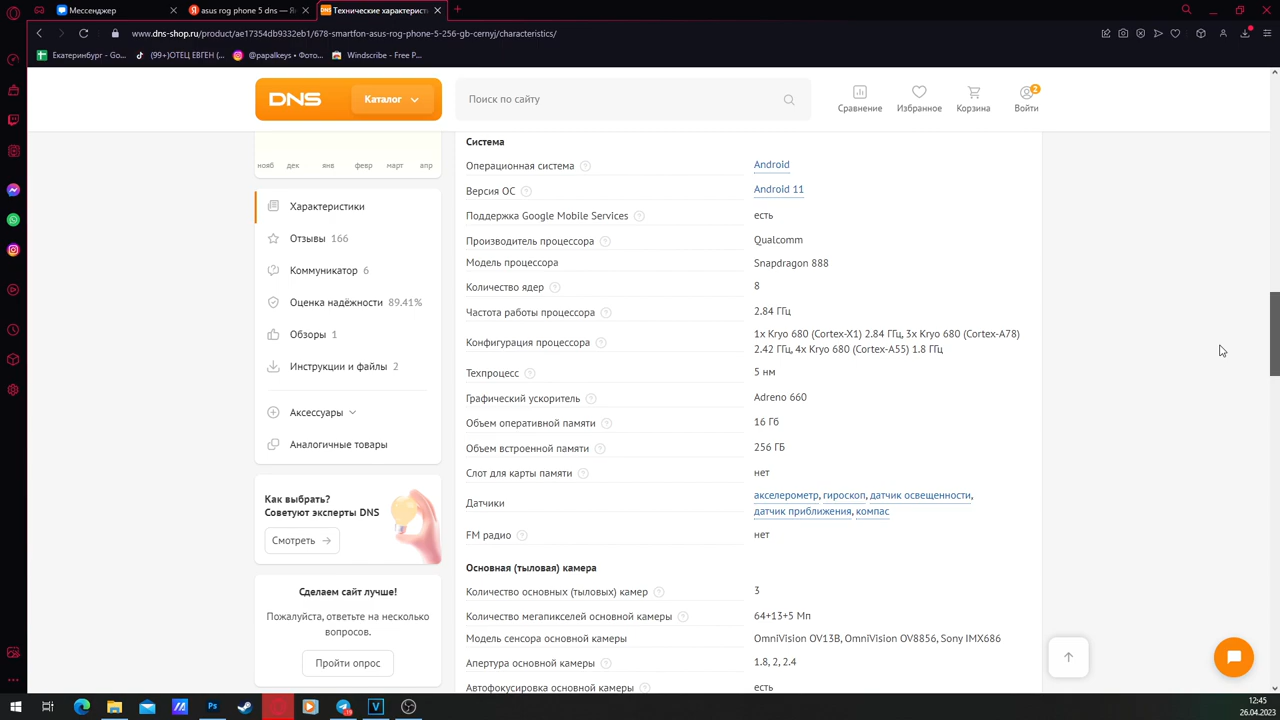 Мессенджер
asus rog phone 5 dns — Я
Технические характерист
www.dns-shop.ru/product/ae17354db9332eb1/678-smartfon-asus-rog-phone-5-256-gb-cernyj/characteristics/
Екатеринбург - Go...
(99+)ОТЕЦ ЕВГЕН (...
@papalkeys • Фото...
Windscribe - Free P...
DNS
Каталог
Поиск по сайту
Сравнение
Избранное
Корзина
2
Войти
нояб дек янв февр март апр
Характеристики
Отзывы 166
Коммуникатор 6
Оценка надёжности 89.41%
Обзоры 1
Инструкции и файлы 2
Аксессуары
Аналогичные товары
Как выбрать?
Советуют эксперты DNS
Смотреть
Сделаем сайт лучше!
Пожалуйста, ответьте на несколько
вопросов.
Пройти опрос
Система
Операционная система ? Android
Версия ОС ? Android 11
Поддержка Google Mobile Services ? есть
Производитель процессора ? Qualcomm
Модель процессора Snapdragon 888
Количество ядер ? 8
Частота работы процессора ? 2.84 ГГц
Конфигурация процессора ? 1x Kryo 680 (Cortex-X1) 2.84 ГГц, 3x Kryo 680 (Cortex-A78)
2.42 ГГц, 4x Kryo 680 (Cortex-A55) 1.8 ГГц
Техпроцесс ? 5 нм
Графический ускоритель ? Adreno 660
Объем оперативной памяти ? 16 Гб
Объем встроенной памяти ? 256 ГБ
Слот для карты памяти ? нет
Датчики акселерометр, гироскоп, датчик освещенности,
датчик приближения, компас
FM радио ? нет
Основная (тыловая) камера
Количество основных (тыловых) камер ? 3
Количество мегапикселей основной камеры ? 64+13+5 Мп
Модель сенсора основной камеры OmniVision OV13B, OmniVision OV8856, Sony IMX686
Апертура основной камеры ? 1.8, 2, 2.4
Автофокусировка основной камеры ? есть
12:45
26.04.2023